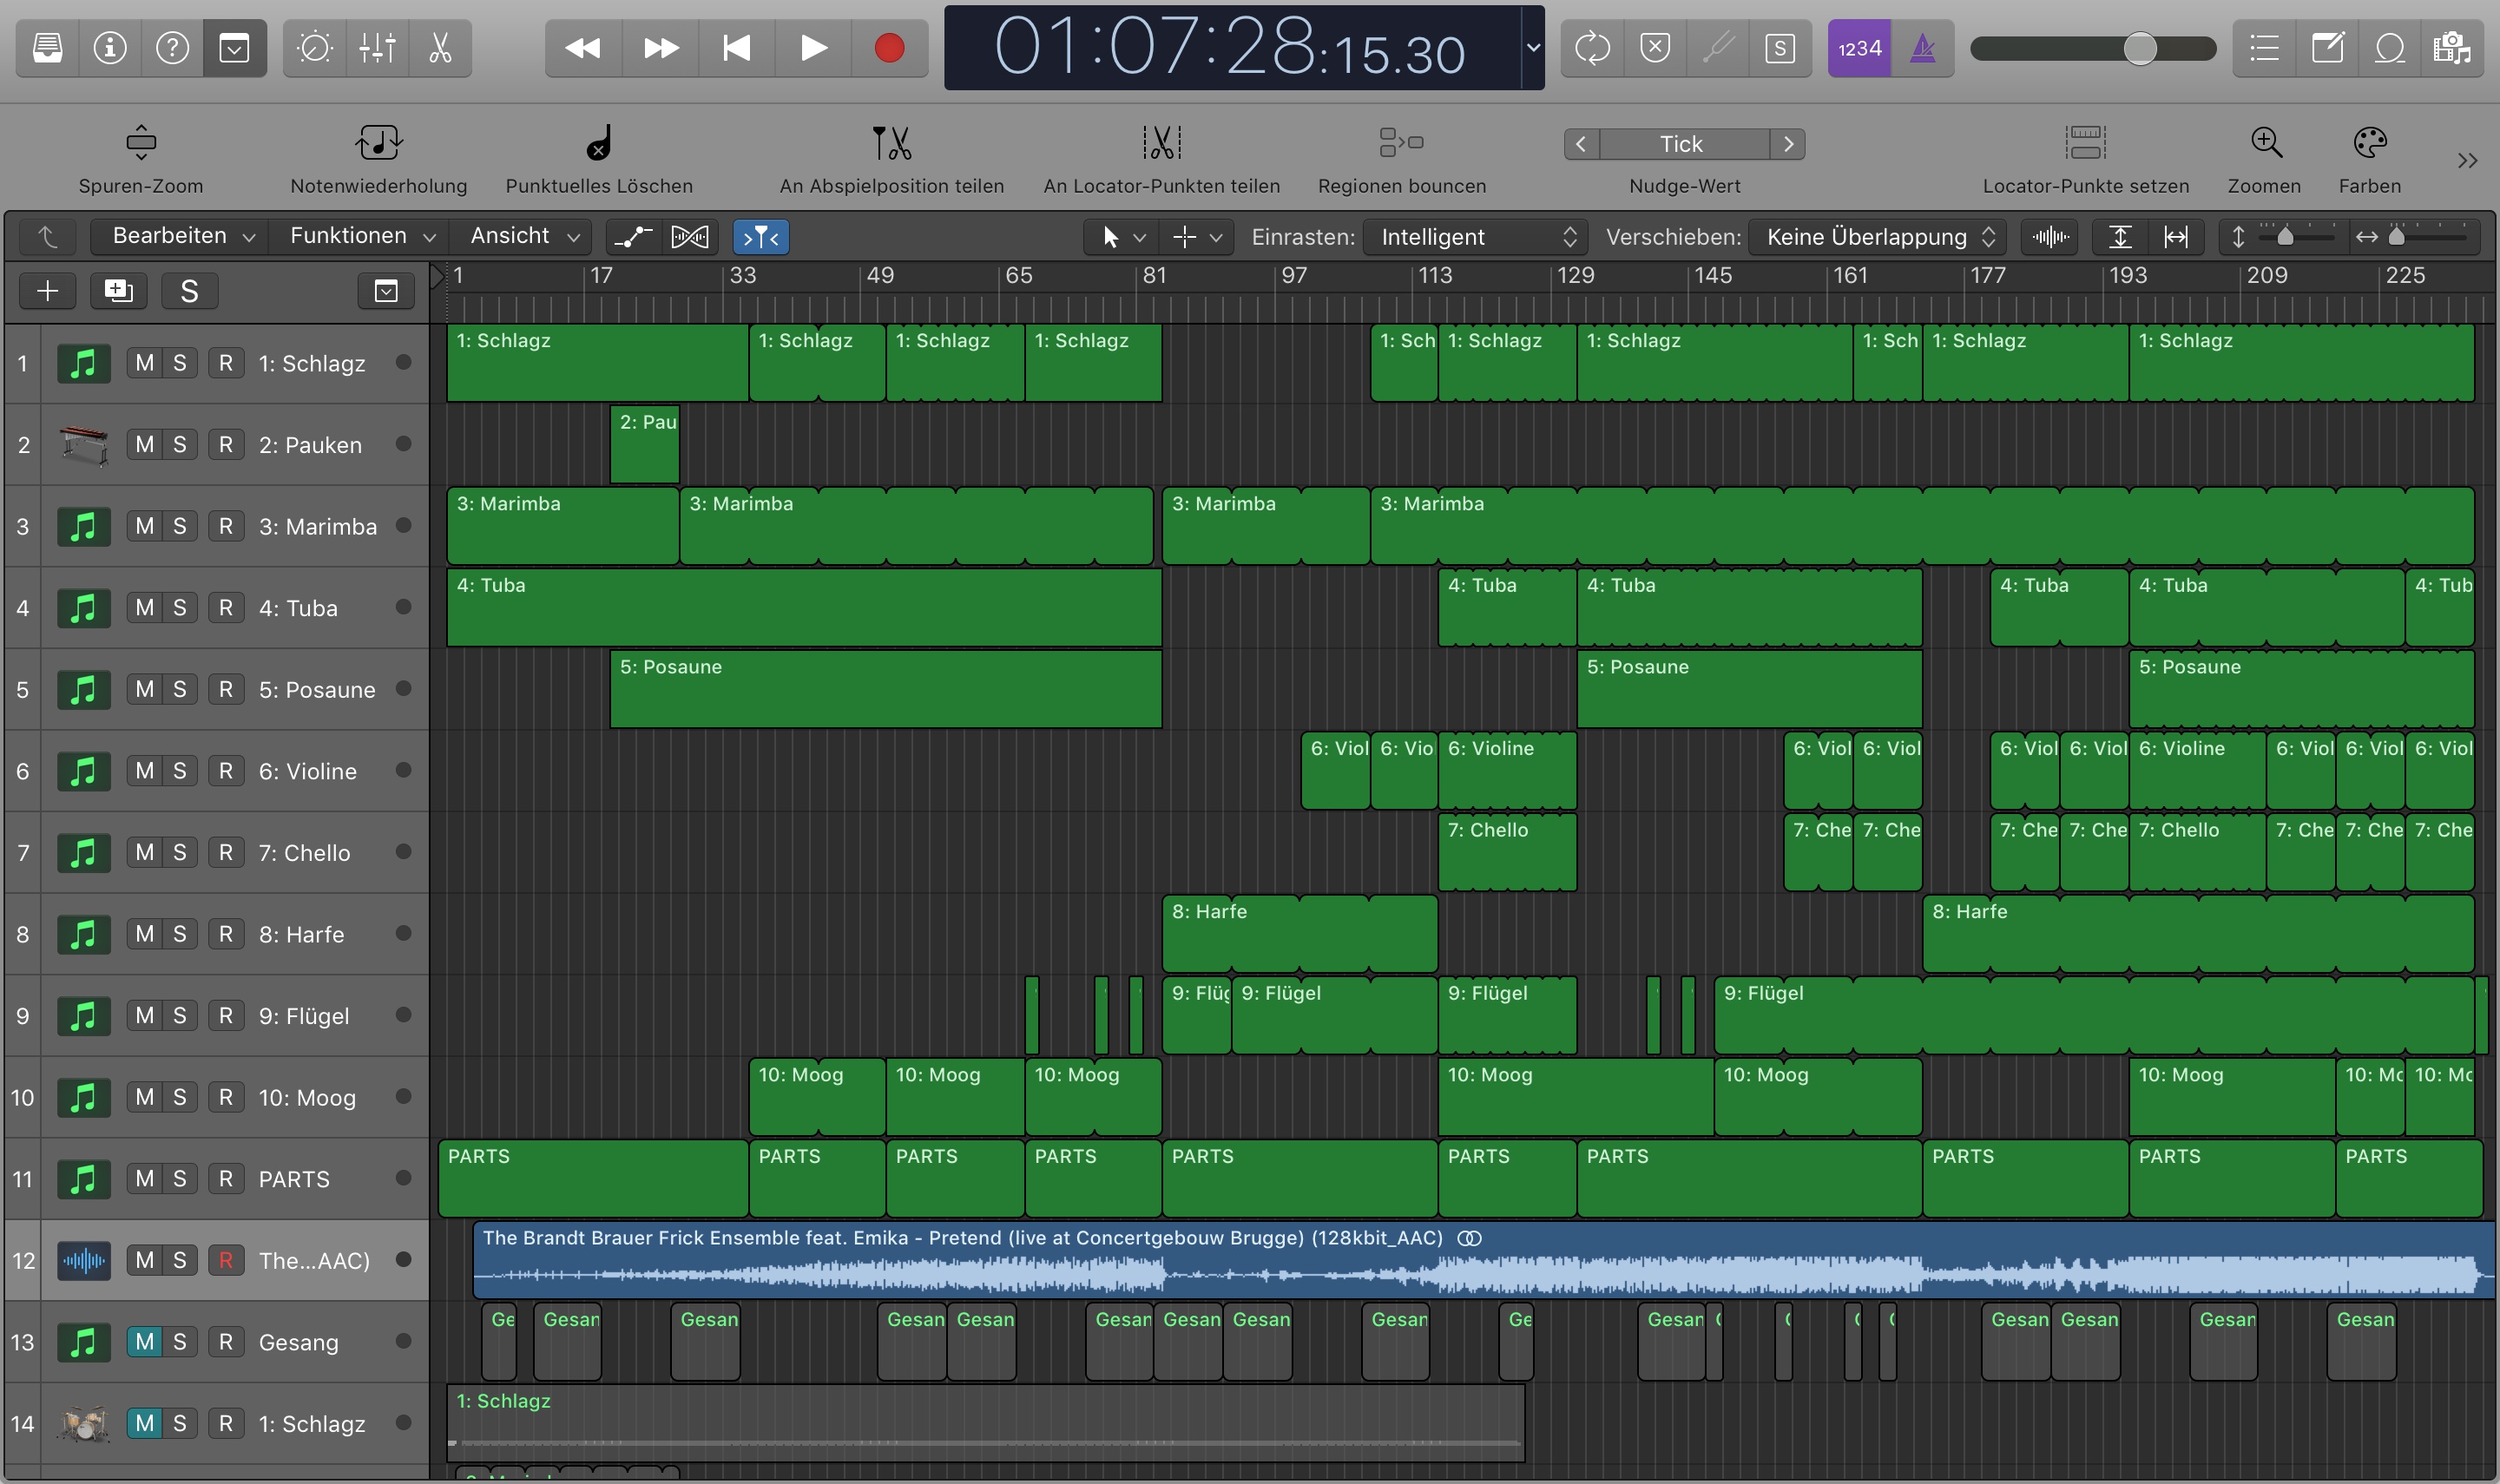 1234
01:07:28:15.30
S
Tick
Spuren-Zoom
Notenwiederholung
Punktuelles Löschen
An Abspielposition teilen
An Locator-Punkten teilen
Regionen bouncen
Nudge-Wert
Locator-Punkte setzen
Zoomen
Farben
Bearbeiten
Funktionen
Ansicht
Einrasten: Intelligent
Verschieben: Keine Überlappung
S
1 17 33 49 65 81 97 113 129 145 161 177 193 209 225
1 M S R 1: Schlagz
1: Schlagz 1: Schlagz 1: Schlagz 1: Schlagz 1: Sch 1: Schlagz 1: Schlagz 1: Sch 1: Schlagz 1: Schlagz
2 M S R 2: Pauken
2: Pau
3 M S R 3: Marimba
3: Marimba 3: Marimba 3: Marimba 3: Marimba
4 M S R 4: Tuba
4: Tuba 4: Tuba 4: Tuba 4: Tuba 4: Tuba 4: Tub
5 M S R 5: Posaune
5: Posaune 5: Posaune 5: Posaune
6 M S R 6: Violine
6: Viol 6: Vio 6: Violine 6: Viol 6: Viol 6: Viol 6: Viol 6: Violine 6: Viol 6: Viol 6: Viol
7 M S R 7: Chello
7: Chello 7: Che 7: Che 7: Che 7: Che 7: Chello 7: Che 7: Che 7: Che
8 M S R 8: Harfe
8: Harfe 8: Harfe
9 M S R 9: Flügel
9: Flüg 9: Flügel 9: Flügel 9: Flügel
10 M S R 10: Moog
10: Moog 10: Moog 10: Moog 10: Moog 10: Moog 10: Moog 10: Mo 10: Mo
11 M S R PARTS
PARTS PARTS PARTS PARTS PARTS PARTS PARTS PARTS PARTS PARTS
12 M S R The...AAC)
The Brandt Brauer Frick Ensemble feat. Emika - Pretend (live at Concertgebouw Brugge) (128kbit_AAC)
13 M S R Gesang
Ge Gesan Gesan Gesan Gesan Gesan Gesan Gesan Gesan Ge Gesan Gesan Gesan Gesan Gesan
14 M S R 1: Schlagz
1: Schlagz